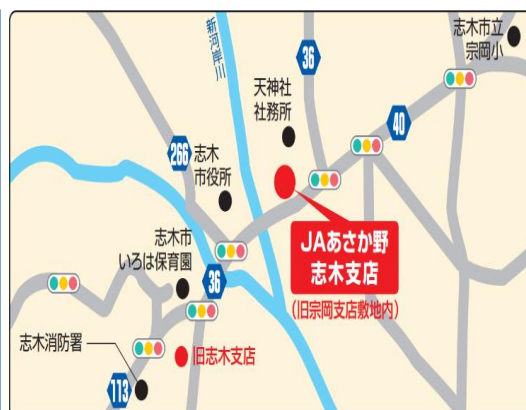 新河岸川
36
志木市立
宗岡小
天神社
社務所
40
266
志木
市役所
JAあさか野
志木支店
(旧宗岡支店敷地内)
志木市
いろは保育園
36
志木消防署
旧志木支店
113